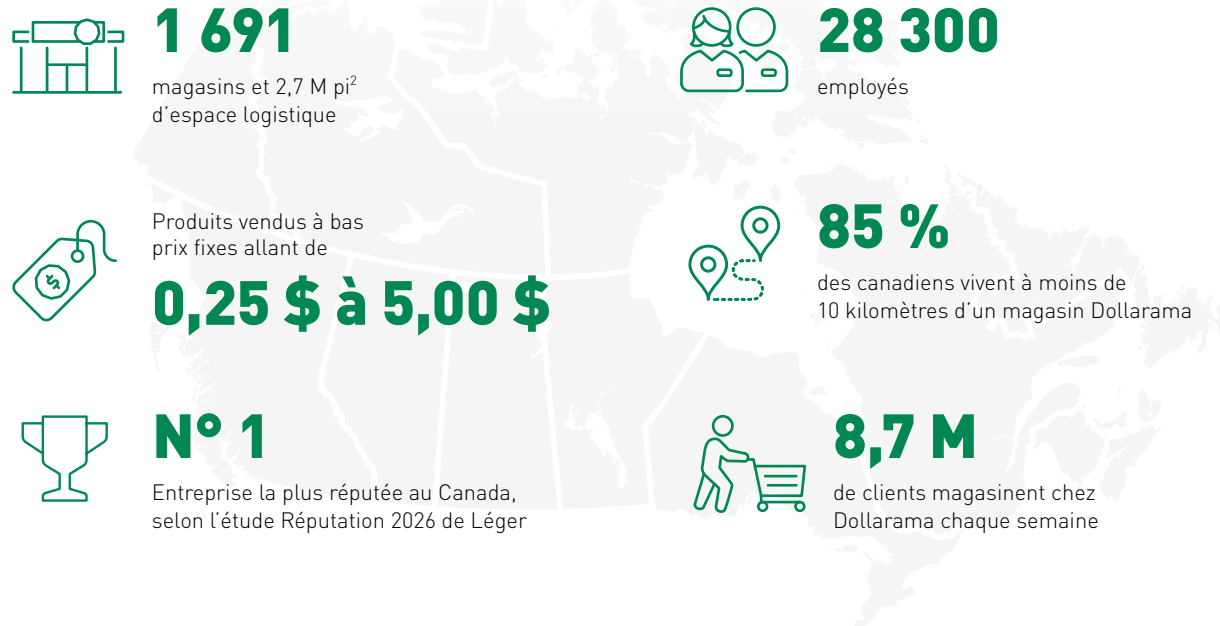 1 691
magasins et 2,7 M pi²
d’espace logistique
28 300
employés
Produits vendus à bas
prix fixes allant de
0,25 $ à 5,00 $
85 %
des canadiens vivent à moins de
10 kilomètres d’un magasin Dollarama
N° 1
Entreprise la plus réputée au Canada,
selon l’étude Réputation 2026 de Léger
8,7 M
de clients magasinent chez
Dollarama chaque semaine